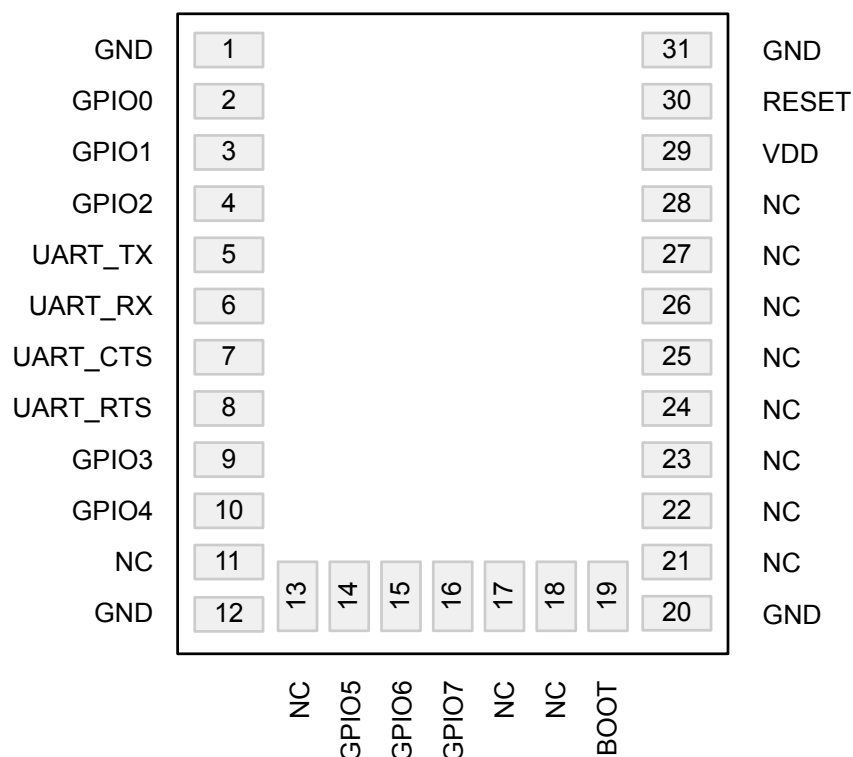 GND 1 31 GND
GPIO0 2 30 RESET
GPIO1 3 29 VDD
GPIO2 4 28 NC
UART_TX 5 27 NC
UART_RX 6 26 NC
UART_CTS 7 25 NC
UART_RTS 8 24 NC
GPIO3 9 23 NC
GPIO4 10 22 NC
NC 11 21 NC
GND 12 13 14 15 16 17 18 19 20 GND
NC GPIO5 GPIO6 GPIO7 NC NC BOOT